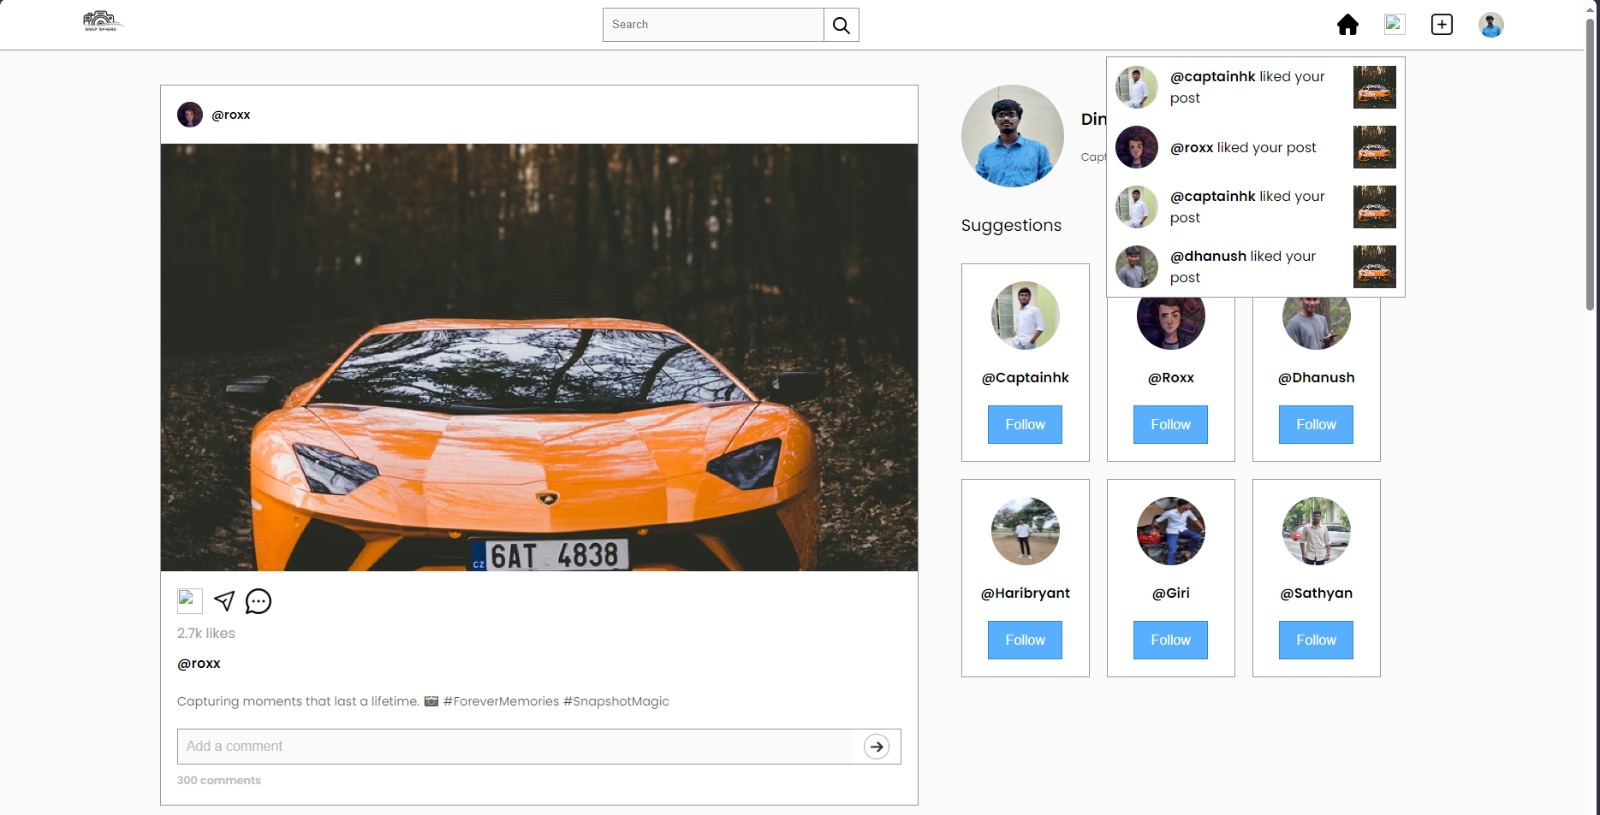 SNAP SPHERE
Search
@roxx
6AT 4838
CZ
2.7k likes
@roxx
Capturing moments that last a lifetime. 📸 #ForeverMemories #SnapshotMagic
Add a comment
300 comments
Din
Capt
@captainhk liked your
post
@roxx liked your post
@captainhk liked your
post
@dhanush liked your
post
Suggestions
@Captainhk
Follow
@Roxx
Follow
@Dhanush
Follow
@Haribryant
Follow
@Giri
Follow
@Sathyan
Follow